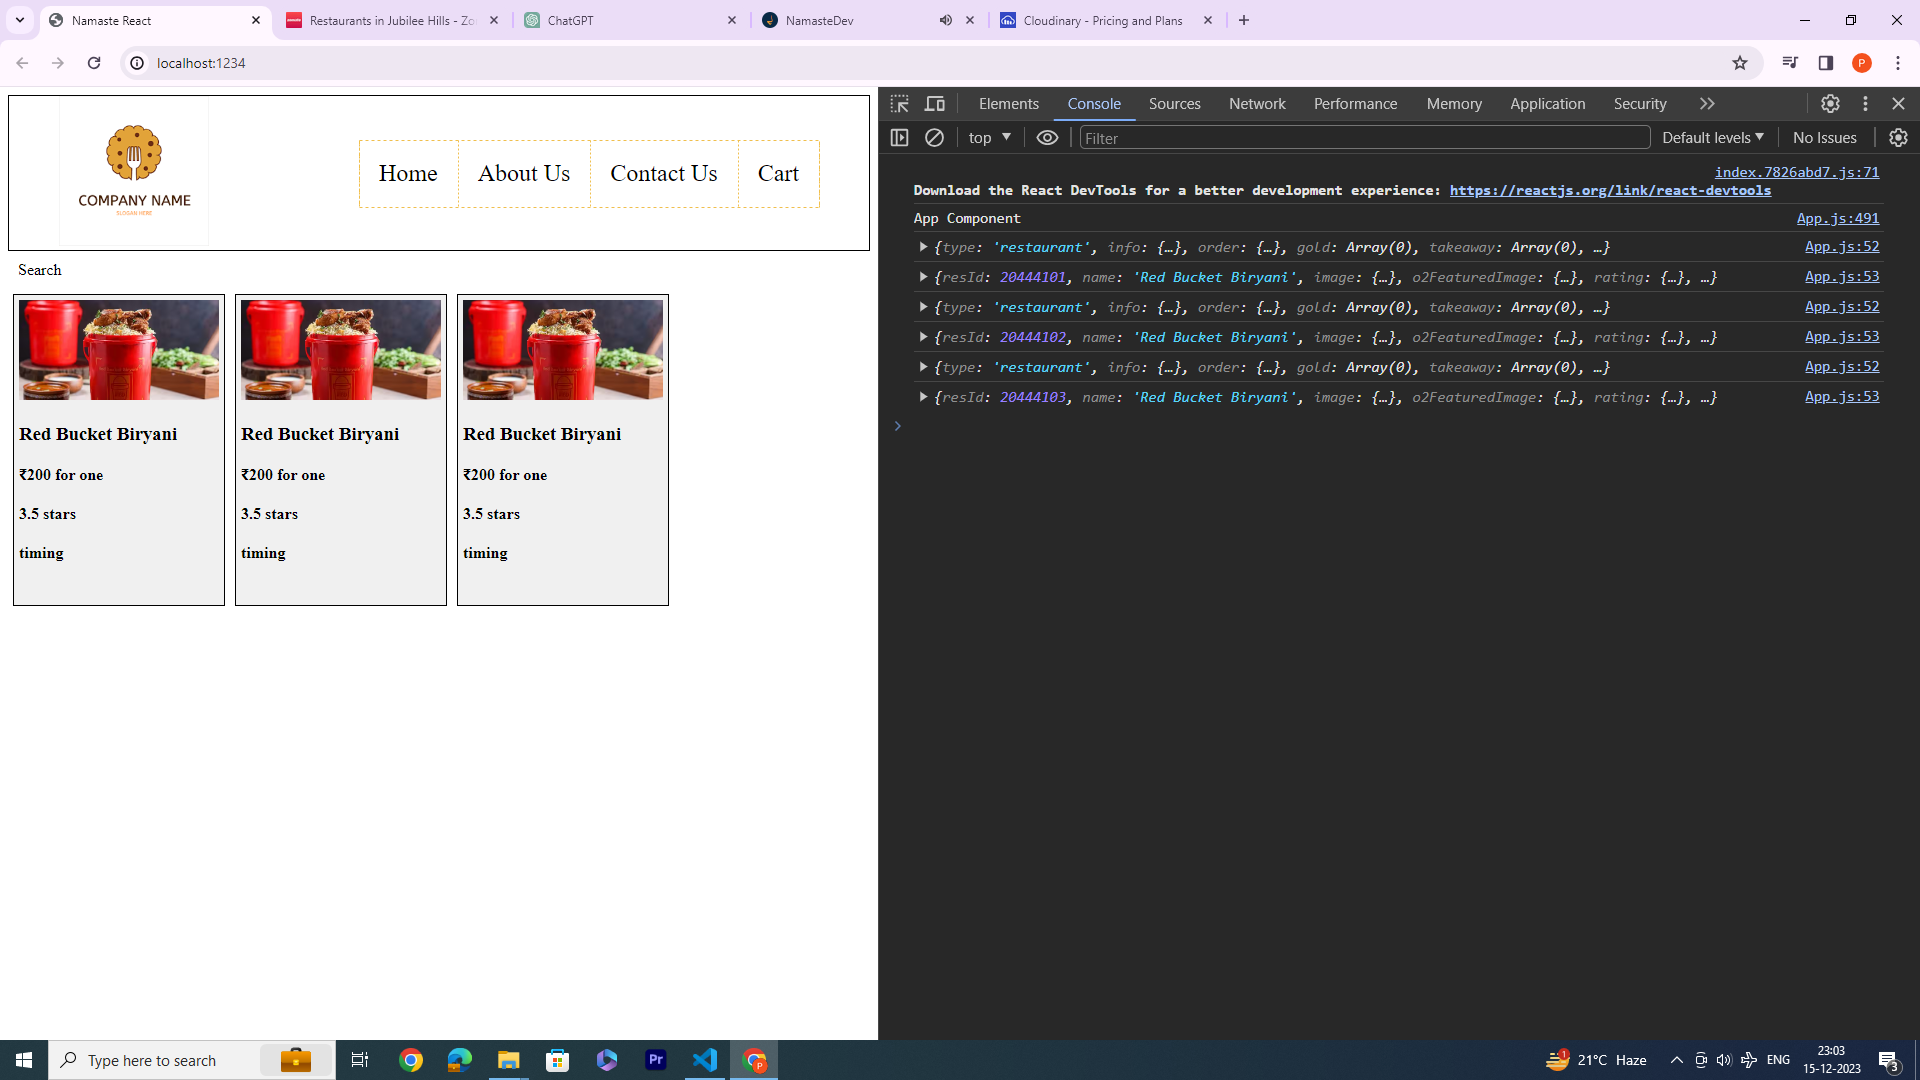 Namaste React
Restaurants in Jubilee Hills - Zo
ChatGPT
NamasteDev
Cloudinary - Pricing and Plans
localhost:1234
P
COMPANY NAME
SLOGAN HERE
Home
About Us
Contact Us
Cart
Search
Red Bucket Biryani
₹200 for one
3.5 stars
timing
Red Bucket Biryani
₹200 for one
3.5 stars
timing
Red Bucket Biryani
₹200 for one
3.5 stars
timing
Elements Console Sources Network Performance Memory Application Security
top Filter Default levels No Issues
index.7826abd7.js:71
Download the React DevTools for a better development experience: https://reactjs.org/link/react-devtools
App Component App.js:491
{type: 'restaurant', info: {…}, order: {…}, gold: Array(0), takeaway: Array(0), …} App.js:52
{resId: 20444101, name: 'Red Bucket Biryani', image: {…}, o2FeaturedImage: {…}, rating: {…}, …} App.js:53
{type: 'restaurant', info: {…}, order: {…}, gold: Array(0), takeaway: Array(0), …} App.js:52
{resId: 20444102, name: 'Red Bucket Biryani', image: {…}, o2FeaturedImage: {…}, rating: {…}, …} App.js:53
{type: 'restaurant', info: {…}, order: {…}, gold: Array(0), takeaway: Array(0), …} App.js:52
{resId: 20444103, name: 'Red Bucket Biryani', image: {…}, o2FeaturedImage: {…}, rating: {…}, …} App.js:53
Type here to search
Pr
P
1
21°C Haze
ENG
23:03
15-12-2023
3